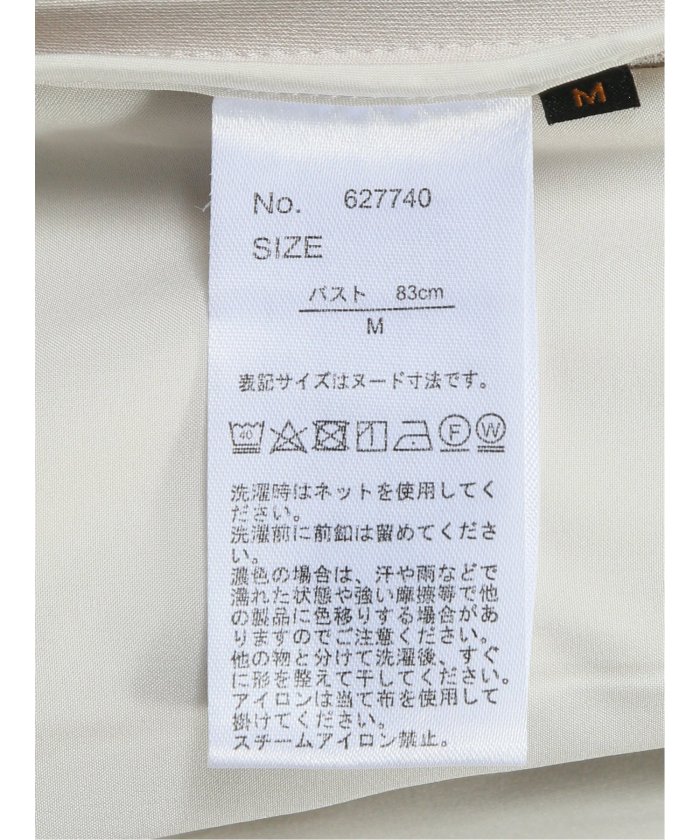 M
No. 627740
SIZE
バスト 83cm
M
表記サイズはヌード寸法です。
40 F W
洗濯時はネットを使用してく
ださい。
洗濯前に前釦は留めてくださ
い。
濃色の場合は、汗や雨などで
濡れた状態や強い摩擦等で他
の製品に色移りする場合があ
りますのでご注意ください。
他の物と分けて洗濯後、すぐ
に形を整えて干してください。
アイロンは当て布を使用して
掛けてください。
スチームアイロン禁止。